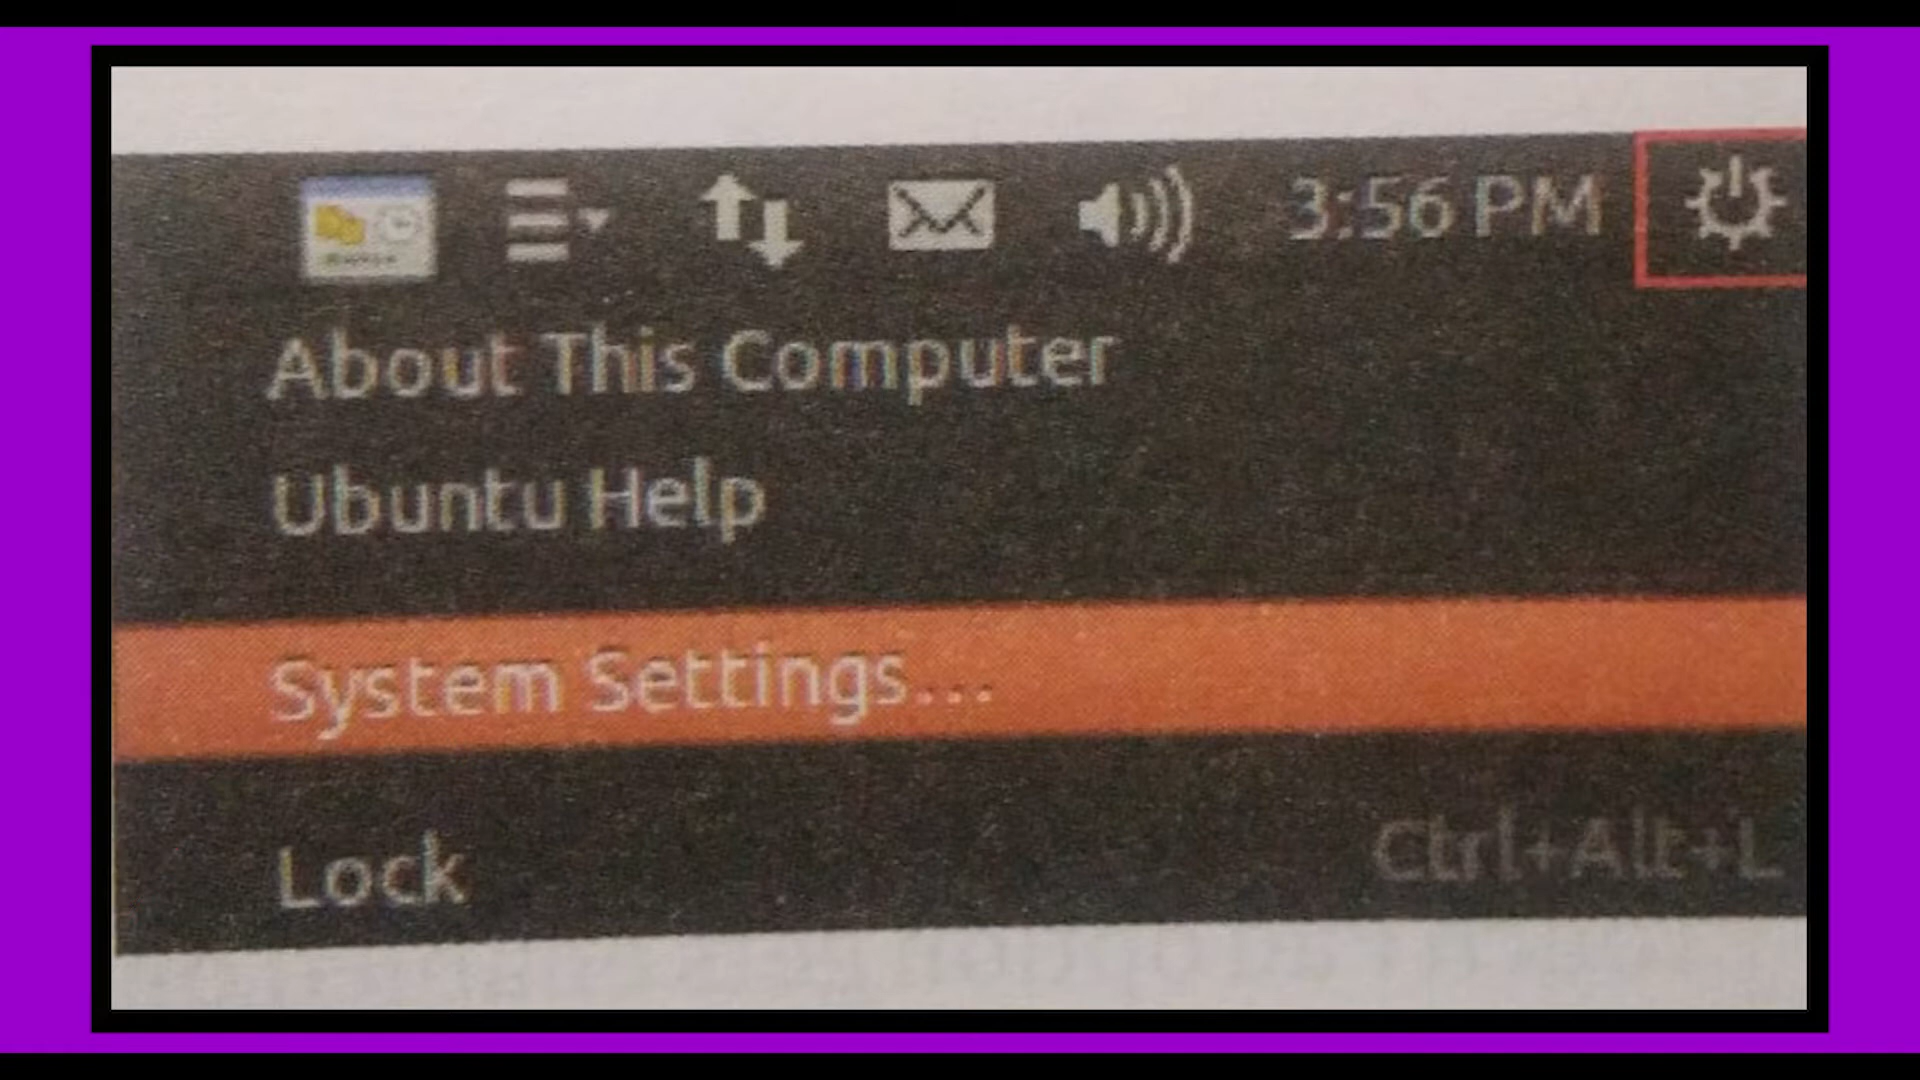 3:56 PM
About This Computer
Ubuntu Help
System Settings...
Lock Ctrl+Alt+L